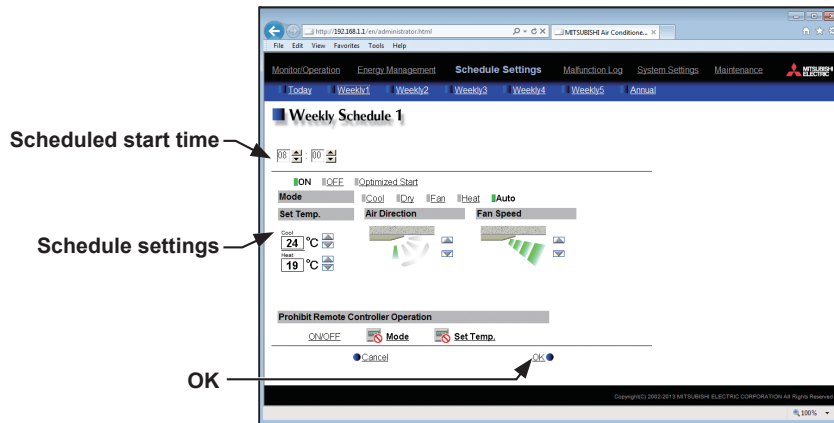 http://192.168.1.1/en/administrator.html
MITSUBISHI Air Conditione...
File Edit View Favorites Tools Help
Monitor/Operation Energy Management Schedule Settings Malfunction Log System Settings Maintenance MITSUBISHI ELECTRIC
Today Weekly1 Weekly2 Weekly3 Weekly4 Weekly5 Annual
Weekly Schedule 1
Scheduled start time
08 : 00
ON OFF Optimized Start
Mode Cool Dry Fan Heat Auto
Set Temp. Air Direction Fan Speed
Cool
24 °C
Schedule settings
Heat
19 °C
Prohibit Remote Controller Operation
ON/OFF Mode Set Temp.
Cancel OK
OK
Copyright(C) 2002-2013 MITSUBISHI ELECTRIC CORPORATION All Rights Reserved
100%